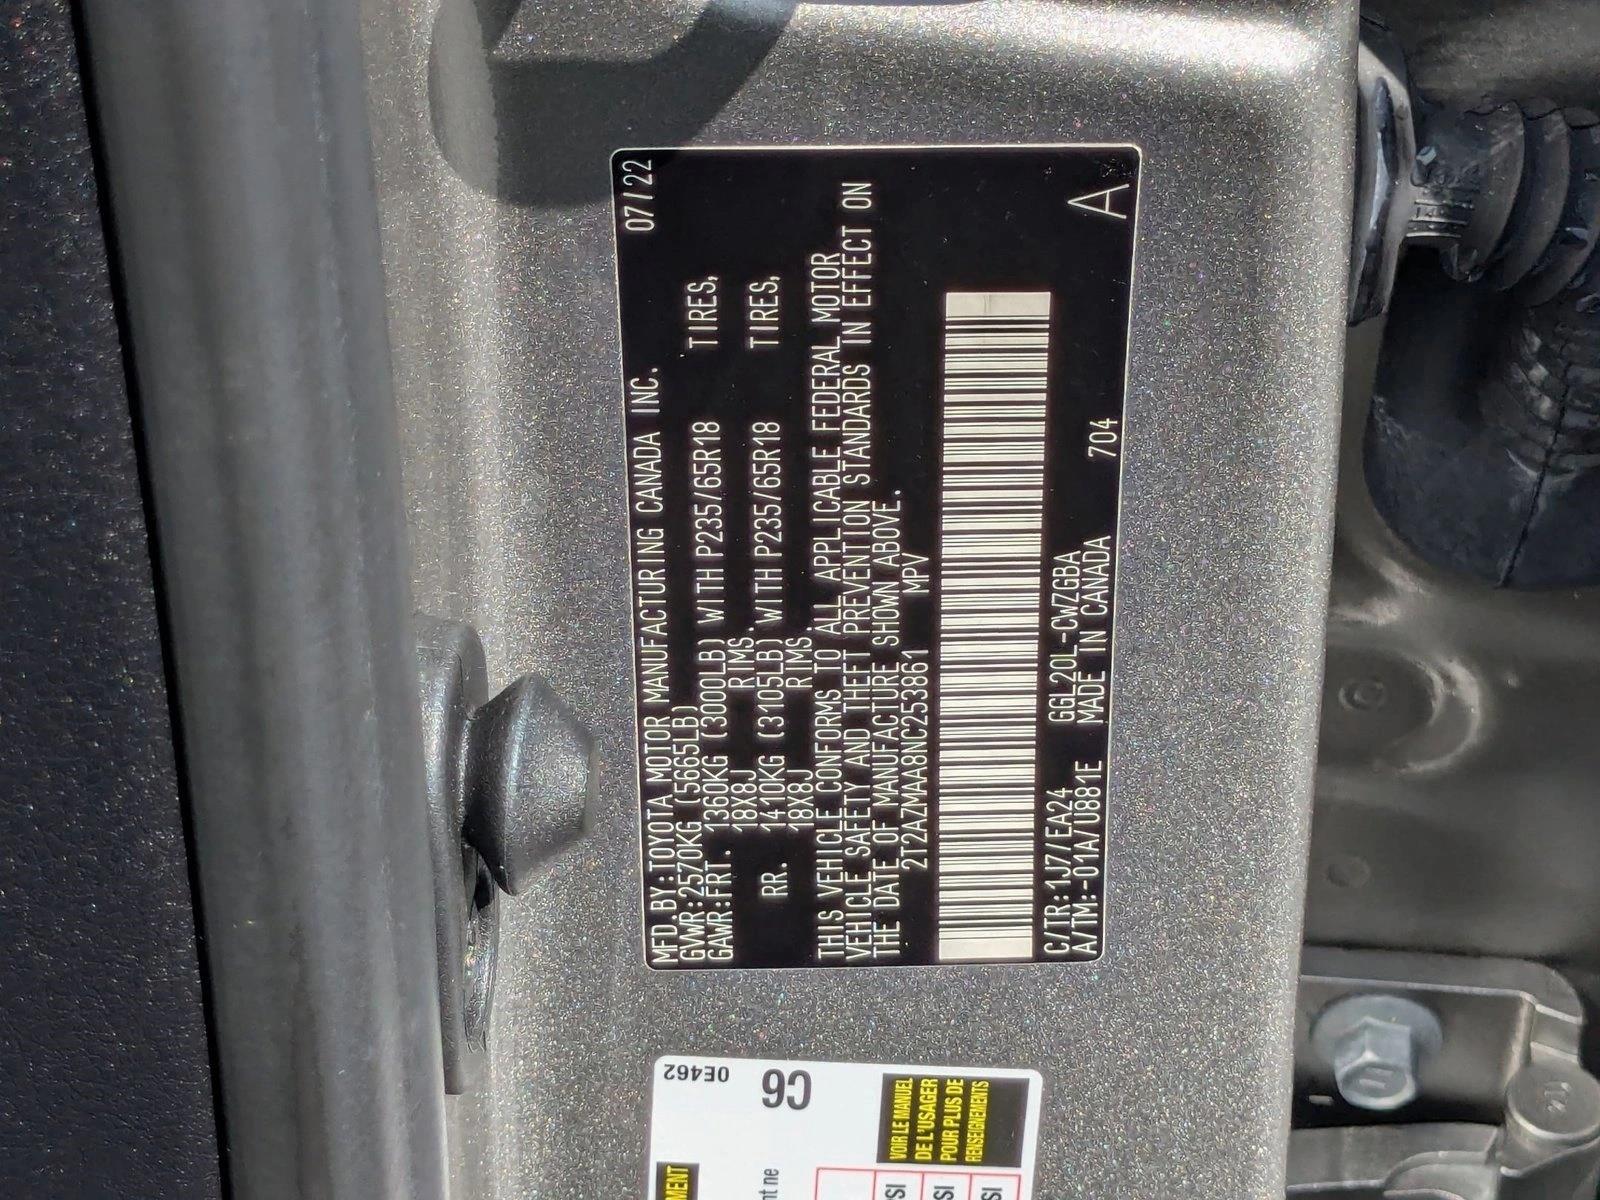 07/22
MFD.BY:TOYOTA MOTOR MANUFACTURING CANADA INC.
GVWR:2570KG (5665LB)
GAWR:FRT. 1360KG (3000LB) WITH P235/65R18 TIRES,
18X8J RIMS.
RR. 1410KG (3105LB) WITH P235/65R18 TIRES,
18X8J RIMS.
THIS VEHICLE CONFORMS TO ALL APPLICABLE FEDERAL MOTOR
VEHICLE SAFETY AND THEFT PREVENTION STANDARDS IN EFFECT ON
THE DATE OF MANUFACTURE SHOWN ABOVE.
2T2AZMAA8NC253861 MPV
C/TR:1J7/EA24 GGL20L-CWZGBA
A/TM:-01A/U881E MADE IN CANADA 704
A
0E462
C6
VOIR LE MANUEL
DE L'USAGER
POUR PLUS DE
RENSEIGNEMENTS